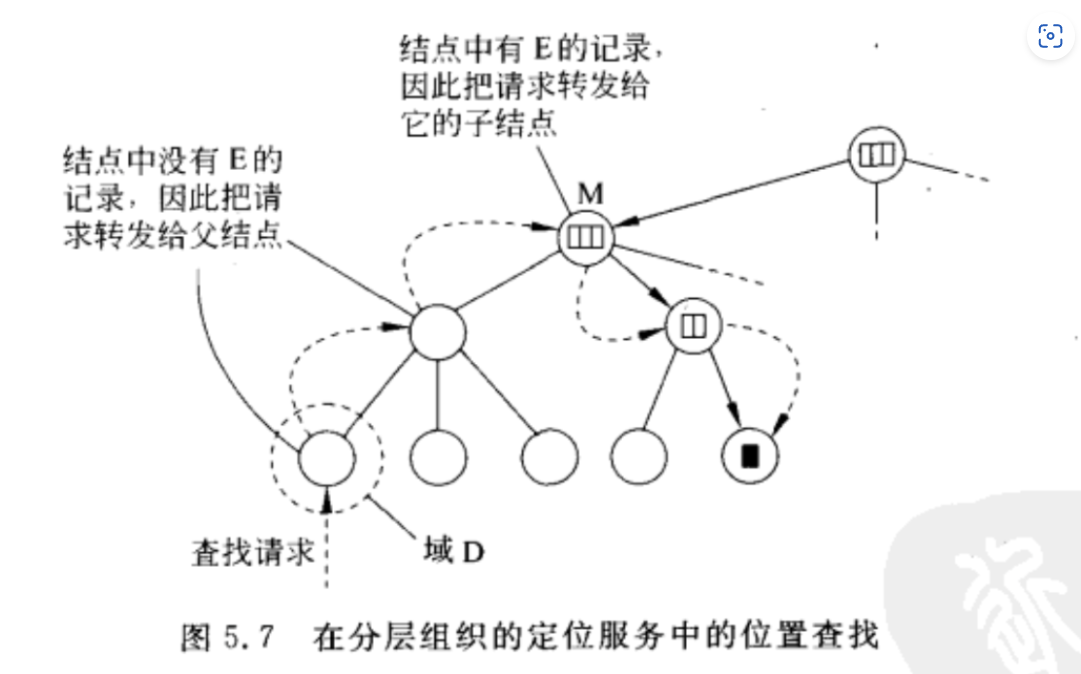 结点中有 E的记录,
因此把请求转发给
它的子结点
结点中没有 E的
记录,因此把请
求转发给父结点
M
查找请求
域 D
图 5.7 在分层组织的定位服务中的位置查找